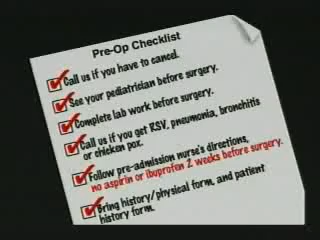 Pre-Op Checklist
Call us if you have to cancel.
See your pediatrician before surgery.
Complete lab work before surgery.
Call us if you get RSV, pneumonia, bronchitis
or chicken pox.
Follow pre-admission nurse's directions,
no aspirin or ibuprofen 2 weeks before surgery.
Bring history/physical form, and patient
history form.